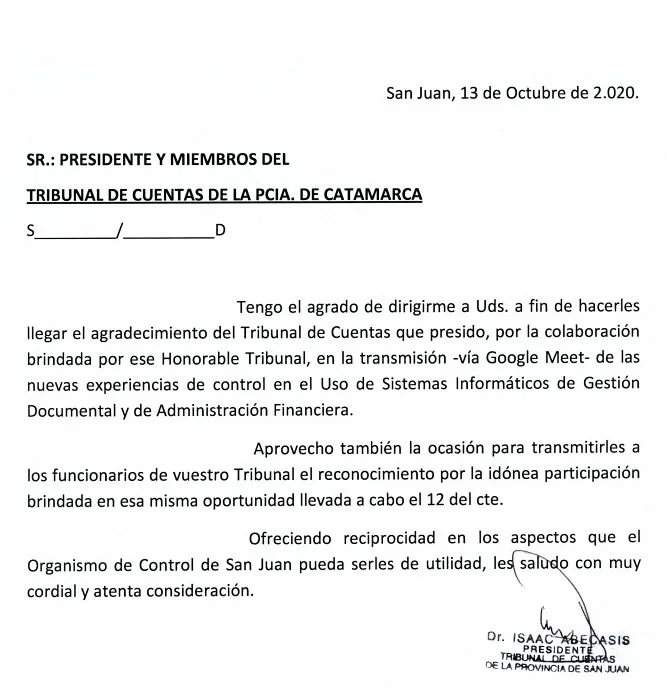 San Juan, 13 de Octubre de 2.020.
SR.: PRESIDENTE Y MIEMBROS DEL
TRIBUNAL DE CUENTAS DE LA PCIA. DE CATAMARCA
S_________/__________D
Tengo el agrado de dirigirme a Uds. a fin de hacerles
llegar el agradecimiento del Tribunal de Cuentas que presido, por la colaboración
brindada por ese Honorable Tribunal, en la transmisión -vía Google Meet- de las
nuevas experiencias de control en el Uso de Sistemas Informáticos de Gestión
Documental y de Administración Financiera.
Aprovecho también la ocasión para transmitirles a
los funcionarios de vuestro Tribunal el reconocimiento por la idónea participación
brindada en esa misma oportunidad llevada a cabo el 12 del cte.
Ofreciendo reciprocidad en los aspectos que el
Organismo de Control de San Juan pueda serles de utilidad, les saludo con muy
cordial y atenta consideración.
Dr. ISAAC ABECASIS
PRESIDENTE
TRIBUNAL DE CUENTAS
DE LA PROVINCIA DE SAN JUAN